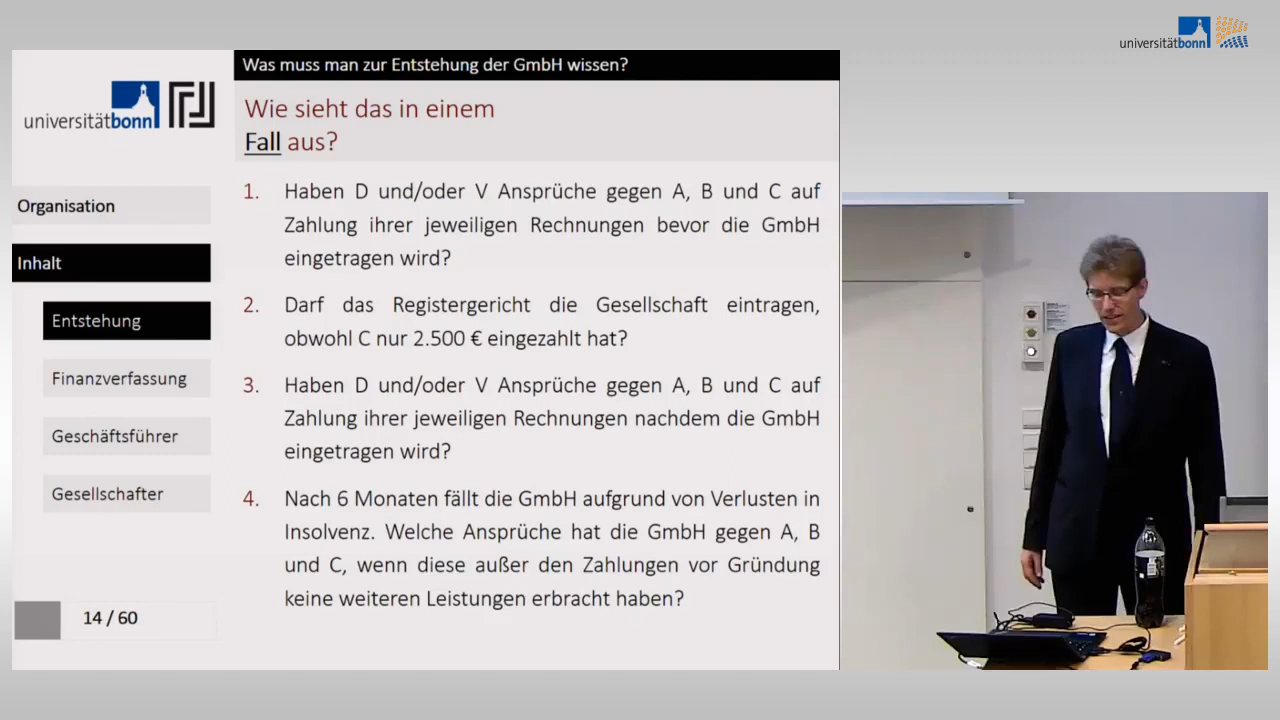 universitätbonn
Was muss man zur Entstehung der GmbH wissen?
universitätbonn
Wie sieht das in einem
Fall aus?
Organisation
Inhalt
Entstehung
Finanzverfassung
Geschäftsführer
Gesellschafter
14 / 60
1. Haben D und/oder V Ansprüche gegen A, B und C auf
Zahlung ihrer jeweiligen Rechnungen bevor die GmbH
eingetragen wird?
2. Darf das Registergericht die Gesellschaft eintragen,
obwohl C nur 2.500 € eingezahlt hat?
3. Haben D und/oder V Ansprüche gegen A, B und C auf
Zahlung ihrer jeweiligen Rechnungen nachdem die GmbH
eingetragen wird?
4. Nach 6 Monaten fällt die GmbH aufgrund von Verlusten in
Insolvenz. Welche Ansprüche hat die GmbH gegen A, B
und C, wenn diese außer den Zahlungen vor Gründung
keine weiteren Leistungen erbracht haben?